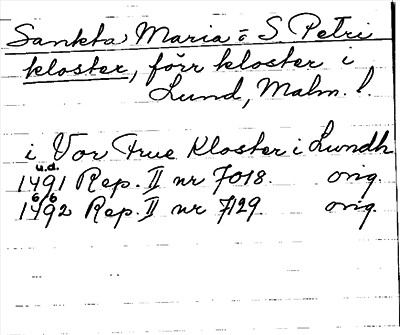 Sankta Maria o S. Petri
kloster, förr kloster i
Lund, Malm. l.
i Vor Frue Kloster i Lundh
u.d.
1491 Rep. II nr 7018. orig.
6/6
1492 Rep. II nr 7129. orig.